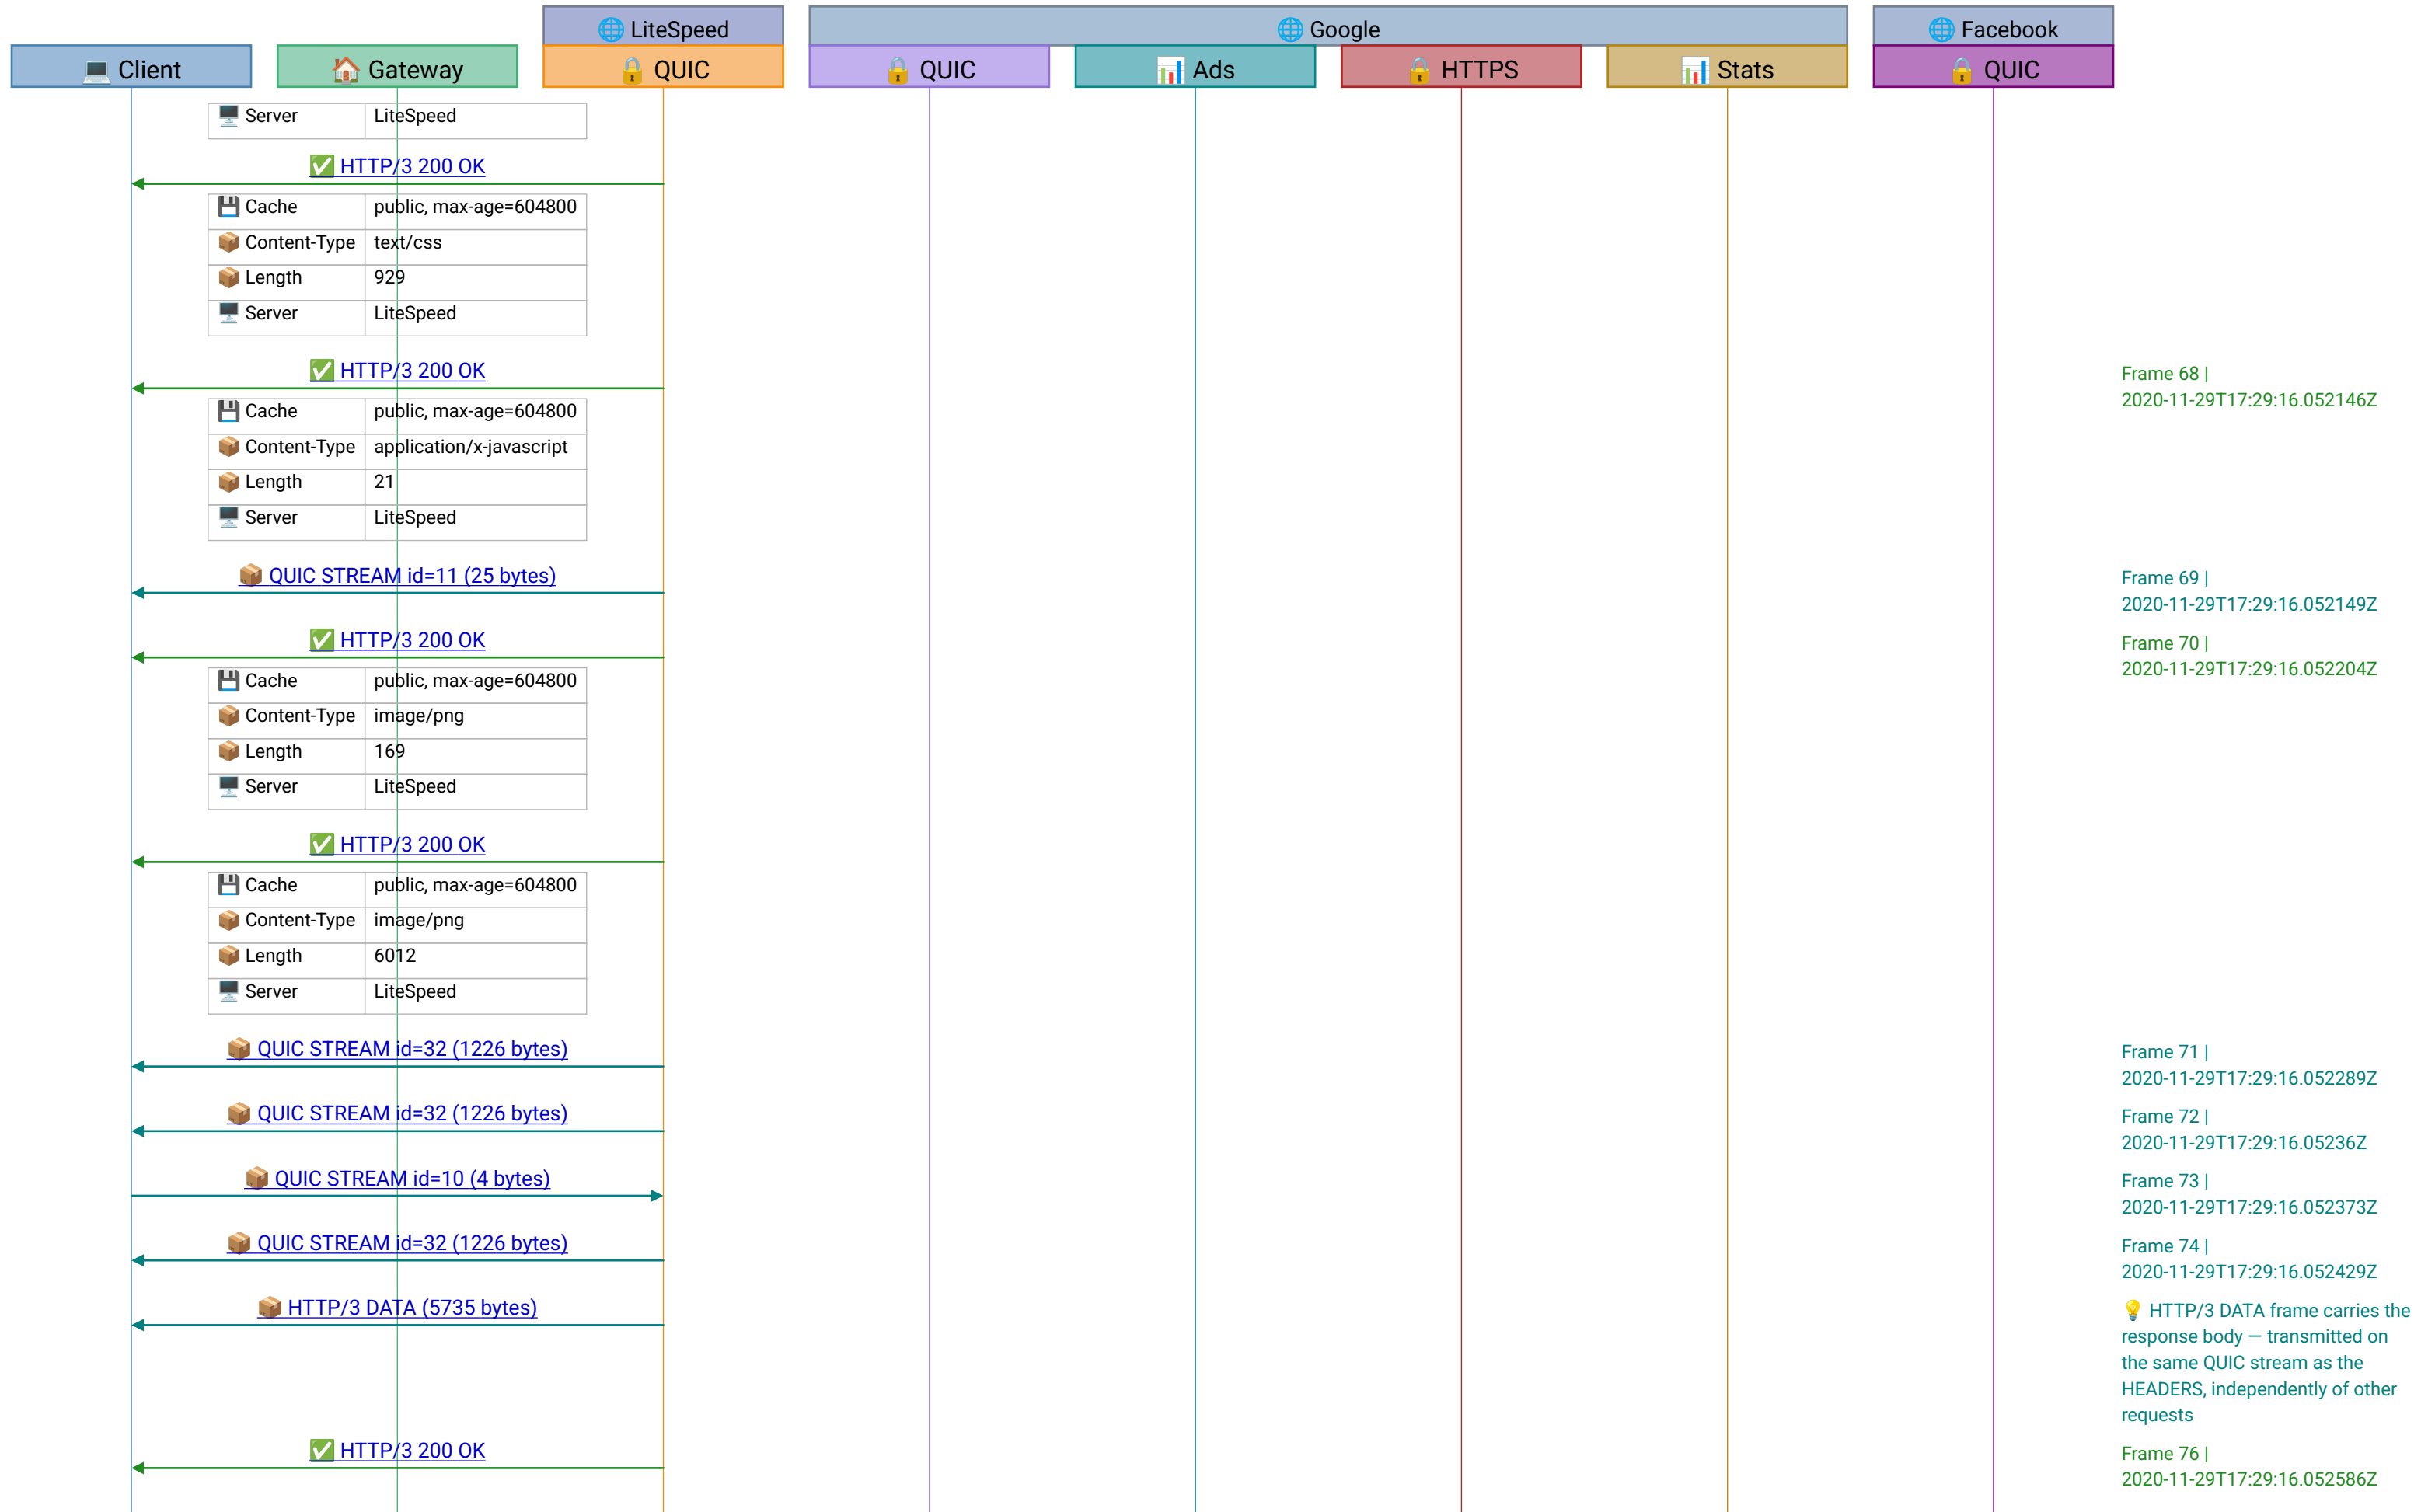 🌐 LiteSpeed
🌐 Google
🌐 Facebook
💻 Client
🏠 Gateway
🔒 QUIC
🔒 QUIC
📊 Ads
🔒 HTTPS
📊 Stats
🔒 QUIC
🖥️ Server LiteSpeed
✅ HTTP/3 200 OK
💾 Cache public, max-age=604800
📦 Content-Type text/css
📦 Length 929
🖥️ Server LiteSpeed
✅ HTTP/3 200 OK
Frame 68 |
2020-11-29T17:29:16.052146Z
💾 Cache public, max-age=604800
📦 Content-Type application/x-javascript
📦 Length 21
🖥️ Server LiteSpeed
📦 QUIC STREAM id=11 (25 bytes)
Frame 69 |
2020-11-29T17:29:16.052149Z
✅ HTTP/3 200 OK
Frame 70 |
2020-11-29T17:29:16.052204Z
💾 Cache public, max-age=604800
📦 Content-Type image/png
📦 Length 169
🖥️ Server LiteSpeed
✅ HTTP/3 200 OK
💾 Cache public, max-age=604800
📦 Content-Type image/png
📦 Length 6012
🖥️ Server LiteSpeed
📦 QUIC STREAM id=32 (1226 bytes)
Frame 71 |
2020-11-29T17:29:16.052289Z
📦 QUIC STREAM id=32 (1226 bytes)
Frame 72 |
2020-11-29T17:29:16.05236Z
📦 QUIC STREAM id=10 (4 bytes)
Frame 73 |
2020-11-29T17:29:16.052373Z
📦 QUIC STREAM id=32 (1226 bytes)
Frame 74 |
2020-11-29T17:29:16.052429Z
📦 HTTP/3 DATA (5735 bytes)
💡 HTTP/3 DATA frame carries the
response body — transmitted on
the same QUIC stream as the
HEADERS, independently of other
requests
✅ HTTP/3 200 OK
Frame 76 |
2020-11-29T17:29:16.052586Z